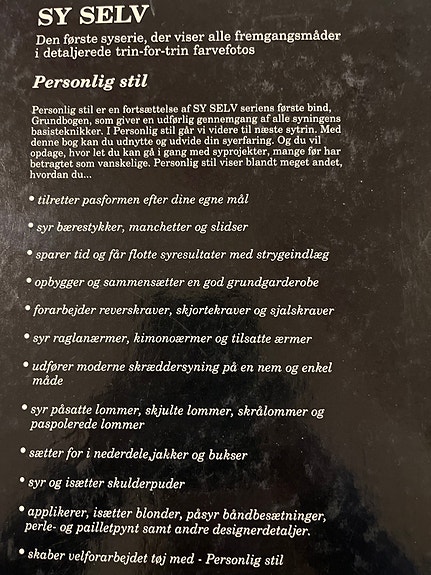 SY SELV
Den første syserie, der viser alle fremgangsmåder
i detaljerede trin-for-trin farvefotos
Personlig stil
Personlig stil er en fortsættelse af SY SELV seriens første bind,
Grundbogen, som giver en udførlig gennemgang af alle syningens
basisteknikker. I Personlig stil går vi videre til næste sytrin. Med
denne bog kan du udnytte og udvide din syerfaring. Og du vil
opdage, hvor let du kan gå i gang med syprojekter, mange før har
betragtet som vanskelige. Personlig stil viser blandt meget andet,
hvordan du...
• tilretter pasformen efter dine egne mål
• syr bærestykker, manchetter og slidser
• sparer tid og får flotte syresultater med strygeindlæg
• opbygger og sammensætter en god grundgarderobe
• forarbejder reverskraver, skjortekraver og sjalskraver
• syr raglanærmer, kimonoærmer og tilsatte ærmer
• udfører moderne skræddersyning på en nem og enkel
måde
• syr påsatte lommer, skjulte lommer, skrålommer og
paspolerede lommer
• sætter for i nederdele,jakker og bukser
• syr og isætter skulderpuder
• applikerer, isætter blonder, påsyr båndbesætninger,
perle- og pailletpynt samt andre designerdetaljer.
• skaber velforarbejdet tøj med - Personlig stil